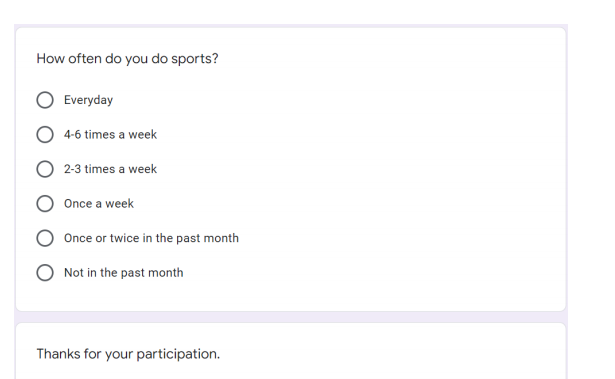 How often do you do sports?
Everyday
4-6 times a week
2-3 times a week
Once a week
Once or twice in the past month
Not in the past month
Thanks for your participation.